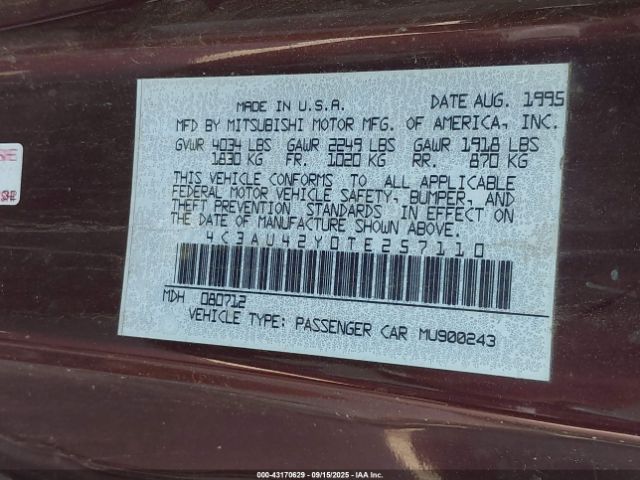 MADE IN U.S.A. DATE AUG. 1995
MFD BY MITSUBISHI MOTOR MFG. OF AMERICA, INC.
GVWR 4034 LBS GAWR 2249 LBS GAWR 1918 LBS
1830 KG FR. 1020 KG RR. 870 KG
THIS VEHICLE CONFORMS TO ALL APPLICABLE
FEDERAL MOTOR VEHICLE SAFETY, BUMPER, AND
THEFT PREVENTION STANDARDS IN EFFECT ON
THE DATE OF MANUFACTURE SHOWN ABOVE.
4C3AU42Y0TE257110
MDH 080712
VEHICLE TYPE: PASSENGER CAR MU900243
000-43170629 - 09/15/2025 - IAA Inc.